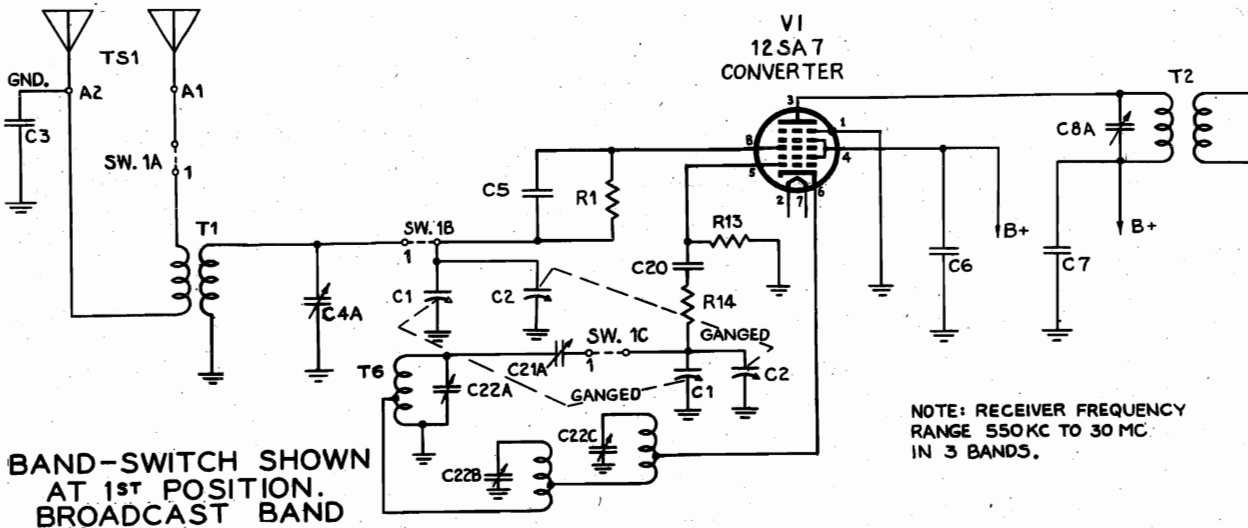 V1
12SA7
CONVERTER
TS1
T2
GND.
A2
A1
C3
SW. 1A
1
3
1
8
4
5
6
2
7
C8A
C5
R1
T1
SW. 1B
1
R13
B+
B+
C20
C6
C7
C1
C2
C4A
R14
GANGED
SW. 1C
1
C21A
T6
C22A
GANGED
C1
C2
C22C
C22B
NOTE: RECEIVER FREQUENCY
RANGE 550 KC TO 30 MC
IN 3 BANDS.
BAND-SWITCH SHOWN
AT 1ST POSITION.
BROADCAST BAND